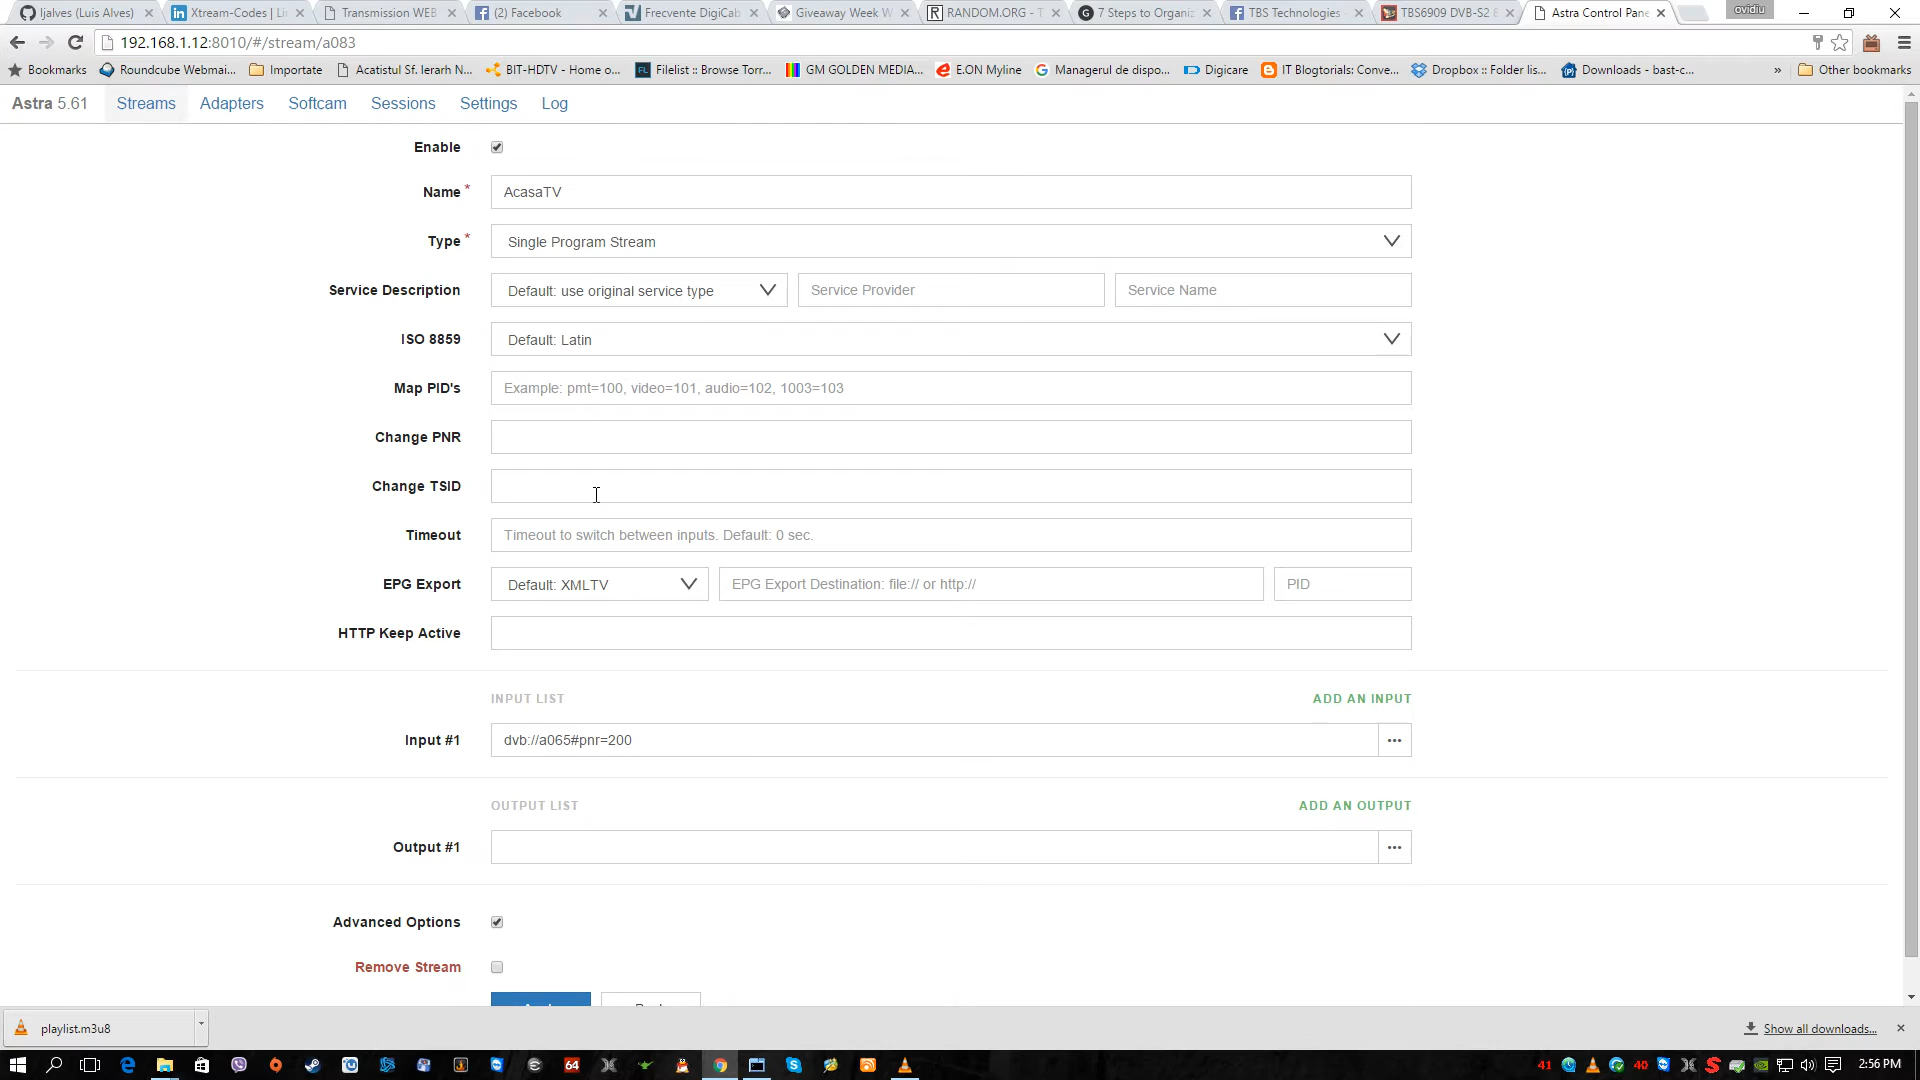 ljalves (Luis Alves)
Xtream-Codes | Li
Transmission WEB
(2) Facebook
Frecvente DigiCab
Giveaway Week W
RANDOM.ORG - T
7 Steps to Organiz
TBS Technologies
TBS6909 DVB-S2 8
Astra Control Pane
ovidiu
192.168.1.12:8010/#/stream/a083
Bookmarks
Roundcube Webmai...
Importate
Acatistul Sf. Ierarh N...
BIT-HDTV - Home o...
Filelist :: Browse Torr...
GM GOLDEN MEDIA...
E.ON Myline
Managerul de dispo...
Digicare
IT Blogtorials: Conve...
Dropbox :: Folder lis...
Downloads - bast-c...
»
Other bookmarks
Astra 5.61
Streams
Adapters
Softcam
Sessions
Settings
Log
Enable
Name *
AcasaTV
Type *
Single Program Stream
Service Description
Default: use original service type
Service Provider
Service Name
ISO 8859
Default: Latin
Map PID's
Example: pmt=100, video=101, audio=102, 1003=103
Change PNR
Change TSID
Timeout
Timeout to switch between inputs. Default: 0 sec.
EPG Export
Default: XMLTV
EPG Export Destination: file:// or http://
PID
HTTP Keep Active
INPUT LIST
ADD AN INPUT
Input #1
dvb://a065#pnr=200
•••
OUTPUT LIST
ADD AN OUTPUT
Output #1
•••
Advanced Options
Remove Stream
playlist.m3u8
Show all downloads...
64
41
40
2:56 PM